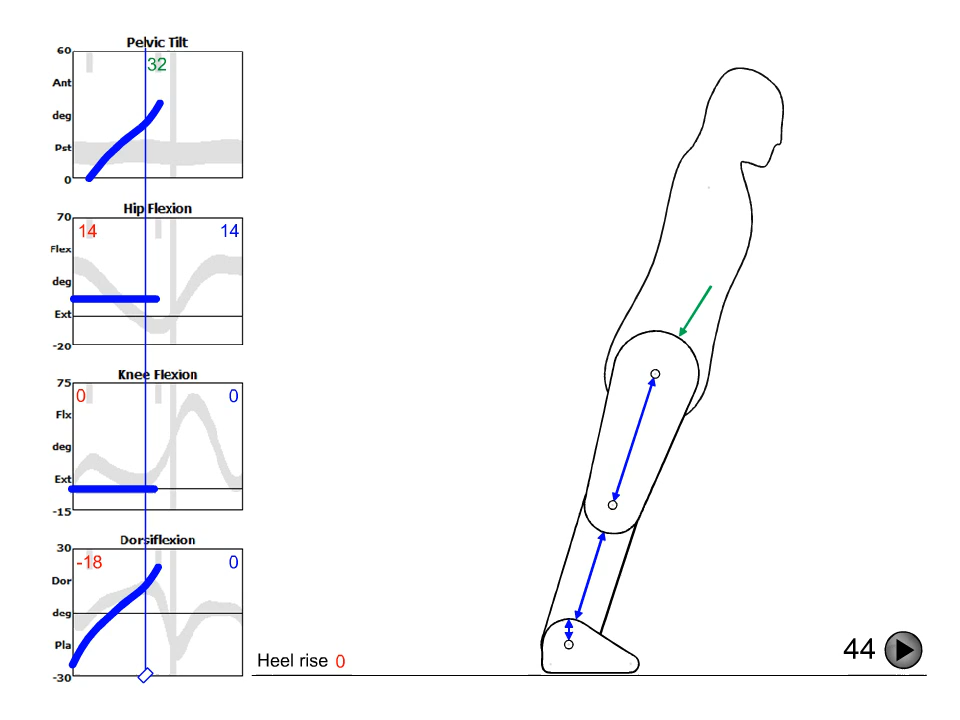 Pelvic Tilt
60
32
Ant
deg
Pst
0
Hip Flexion
70
14 14
Flex
deg
Ext
-20
Knee Flexion
75
0 0
Flx
deg
Ext
-15
Dorsiflexion
30
-18 0
Dor
deg
Pla
-30
Heel rise 0
44